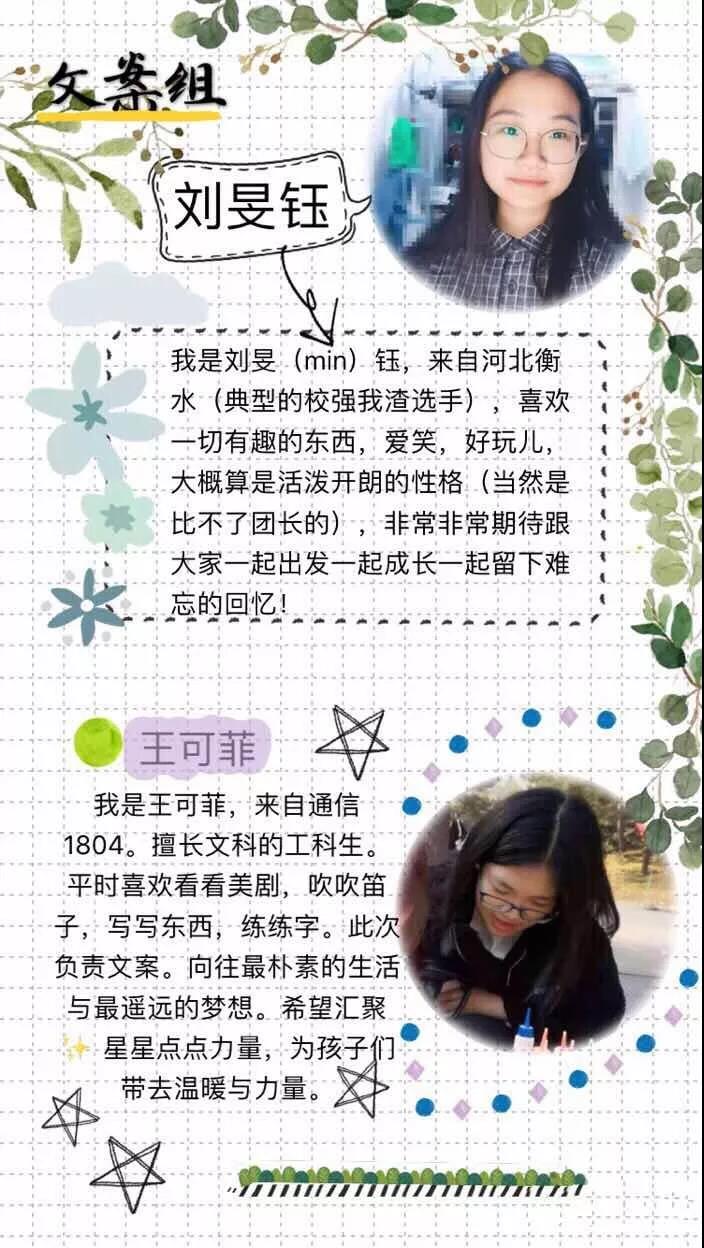 文案组
刘旻钰
我是刘旻（min）钰，来自河北衡
水（典型的校强我渣选手），喜欢
一切有趣的东西，爱笑，好玩儿，
大概算是活泼开朗的性格（当然是
比不了团长的），非常非常期待跟
大家一起出发一起成长一起留下难
忘的回忆！
王可菲
我是王可菲，来自通信
1804。擅长文科的工科生。
平时喜欢看看美剧，吹吹笛
子，写写东西，练练字。此次
负责文案。向往最朴素的生活
与最遥远的梦想。希望汇聚
✨ 星星点点力量，为孩子们
带去温暖与力量。